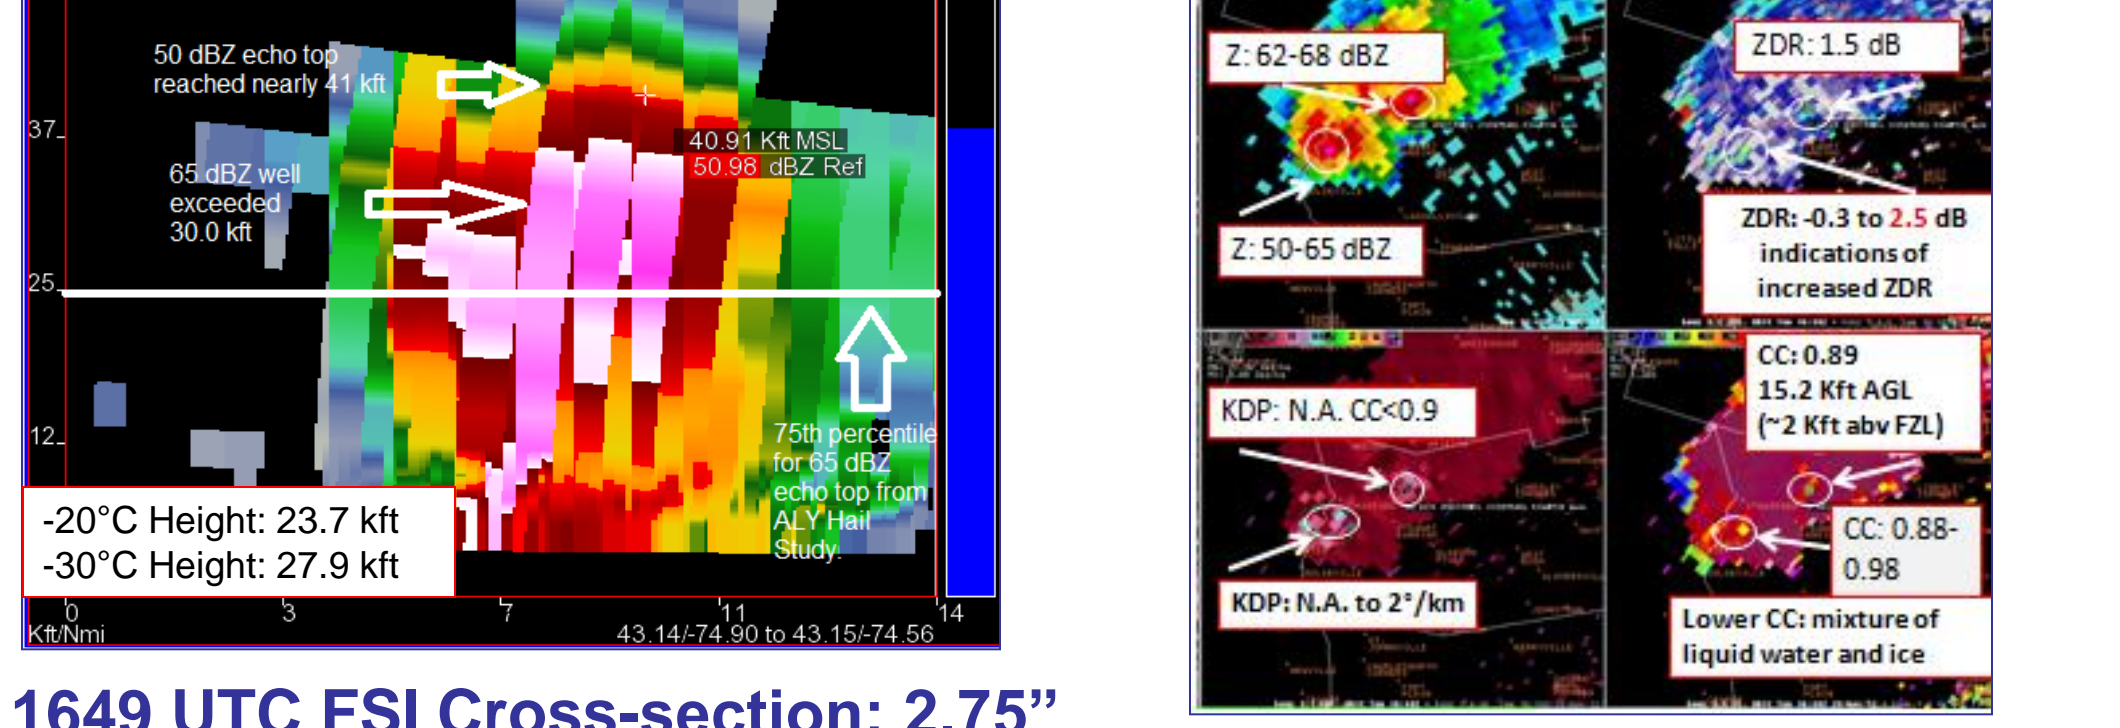 50 dBZ echo top
reached nearly 41 kft
37
40.91 Kft MSL
50.98 dBZ Ref
65 dBZ well
exceeded
30.0 kft
25
12
75th percentile
for 65 dBZ
echo top from
ALY Hail
Study.
-20°C Height: 23.7 kft
-30°C Height: 27.9 kft
0 3 7 11 14
Kft/Nmi
43.14/-74.90 to 43.15/-74.56
1649 UTC FSI Cross-section: 2.75”
Z: 62-68 dBZ
Z: 50-65 dBZ
ZDR: 1.5 dB
ZDR: -0.3 to 2.5 dB
indications of
increased ZDR
KDP: N.A. CC<0.9
KDP: N.A. to 2°/km
CC: 0.89
15.2 Kft AGL
(~2 Kft abv FZL)
CC: 0.88-
0.98
Lower CC: mixture of
liquid water and ice